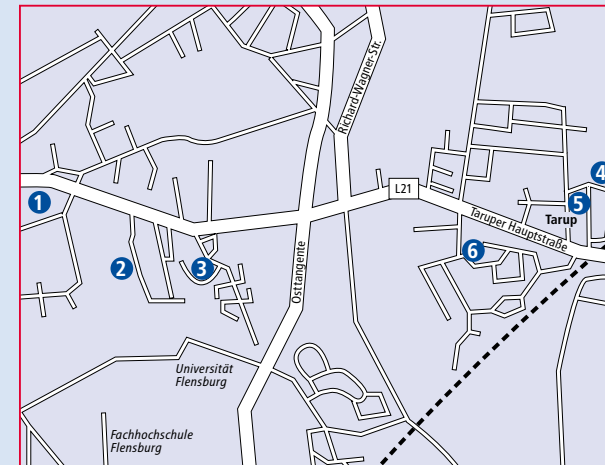 Richard-Wagner-Str.
L21
4
1
5
Tarup
Taruper Hauptstraße
2
3
6
Osttangente
Universität
Flensburg
Fachhochschule
Flensburg